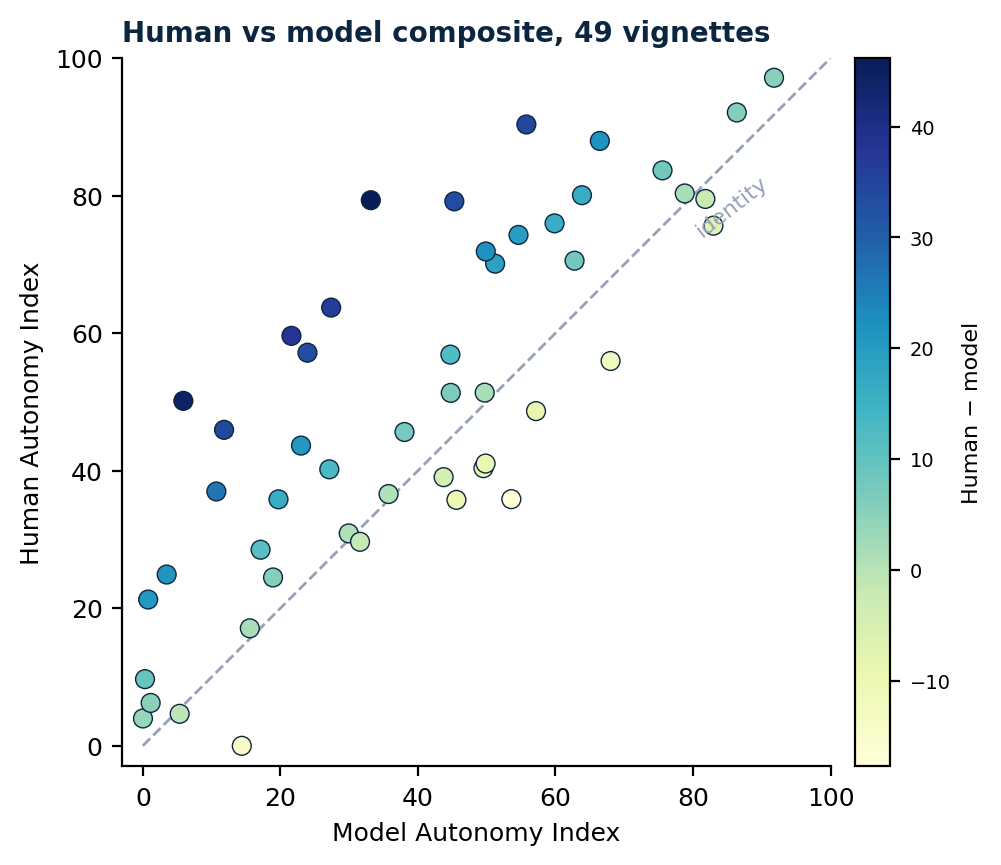 Human vs model composite, 49 vignettes
100
80
60
40
20
0
Human Autonomy Index
0 20 40 60 80 100
Model Autonomy Index
identity
40
30
20
10
0
−10
Human − model